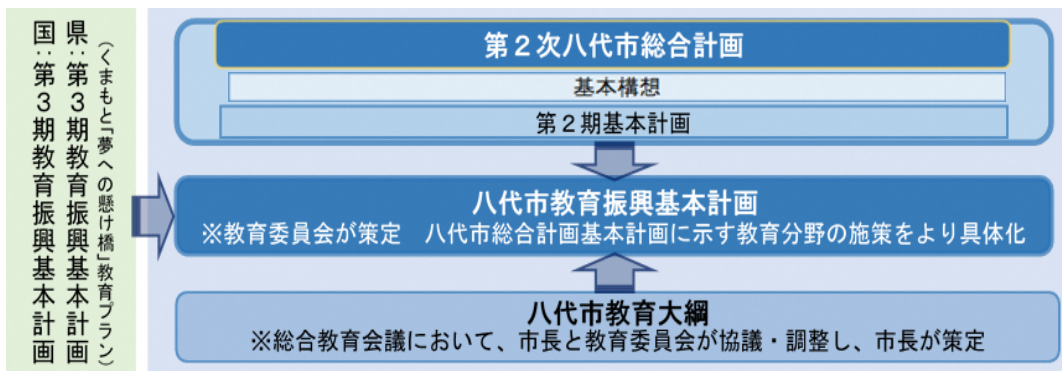 国：第３期教育振興基本計画
県：第３期教育振興基本計画
（くまもと「夢への懸け橋」教育プラン）
第２次八代市総合計画
基本構想
第２期基本計画
八代市教育振興基本計画
※教育委員会が策定　八代市総合計画基本計画に示す教育分野の施策をより具体化
八代市教育大綱
※総合教育会議において、市長と教育委員会が協議・調整し、市長が策定